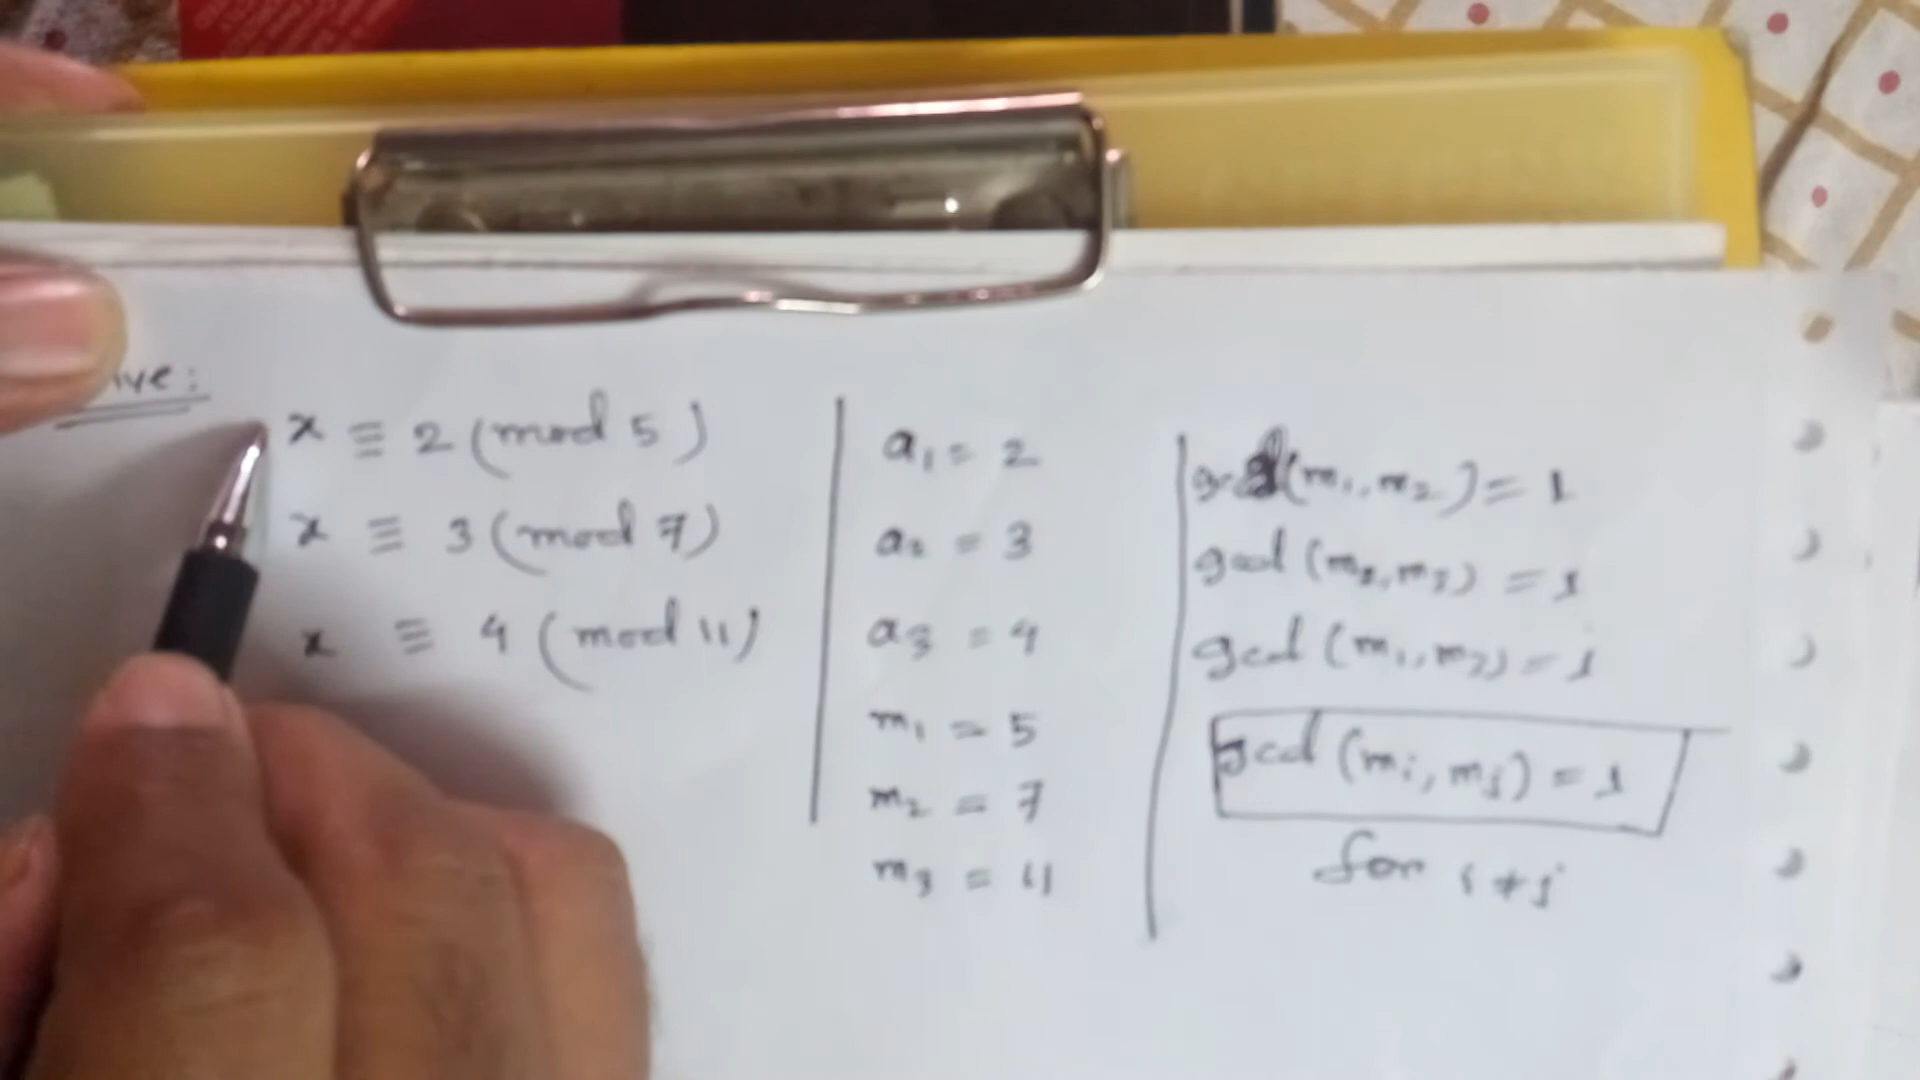 x ≡ 2 (mod 5)
x ≡ 3 (mod 7)
x ≡ 4 (mod 11)
a₁ = 2
a₂ = 3
a₃ = 4
m₁ = 5
m₂ = 7
m₃ = 11
gcd (m₁, m₂) = 1
gcd (m₂, m₃) = 1
gcd (m₁, m₃) = 1
gcd (mᵢ, mⱼ) = 1
for i ≠ j